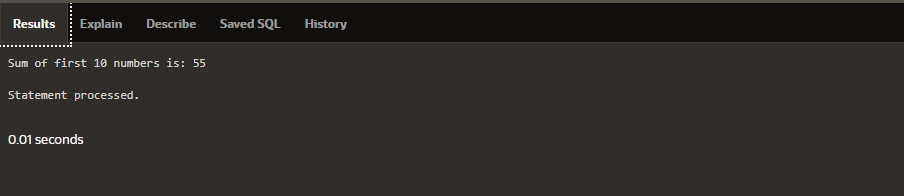 Results Explain Describe Saved SQL History
Sum of first 10 numbers is: 55
Statement processed.
0.01 seconds